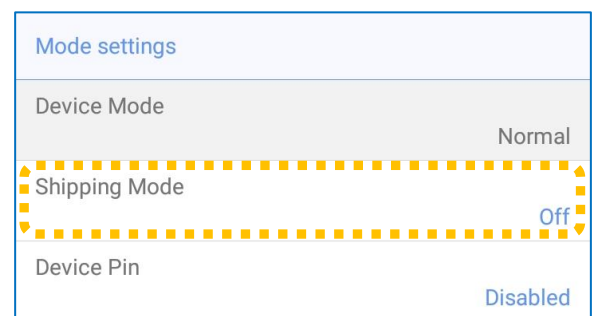 Mode settings
Device Mode
Normal
Shipping Mode
Off
Device Pin
Disabled